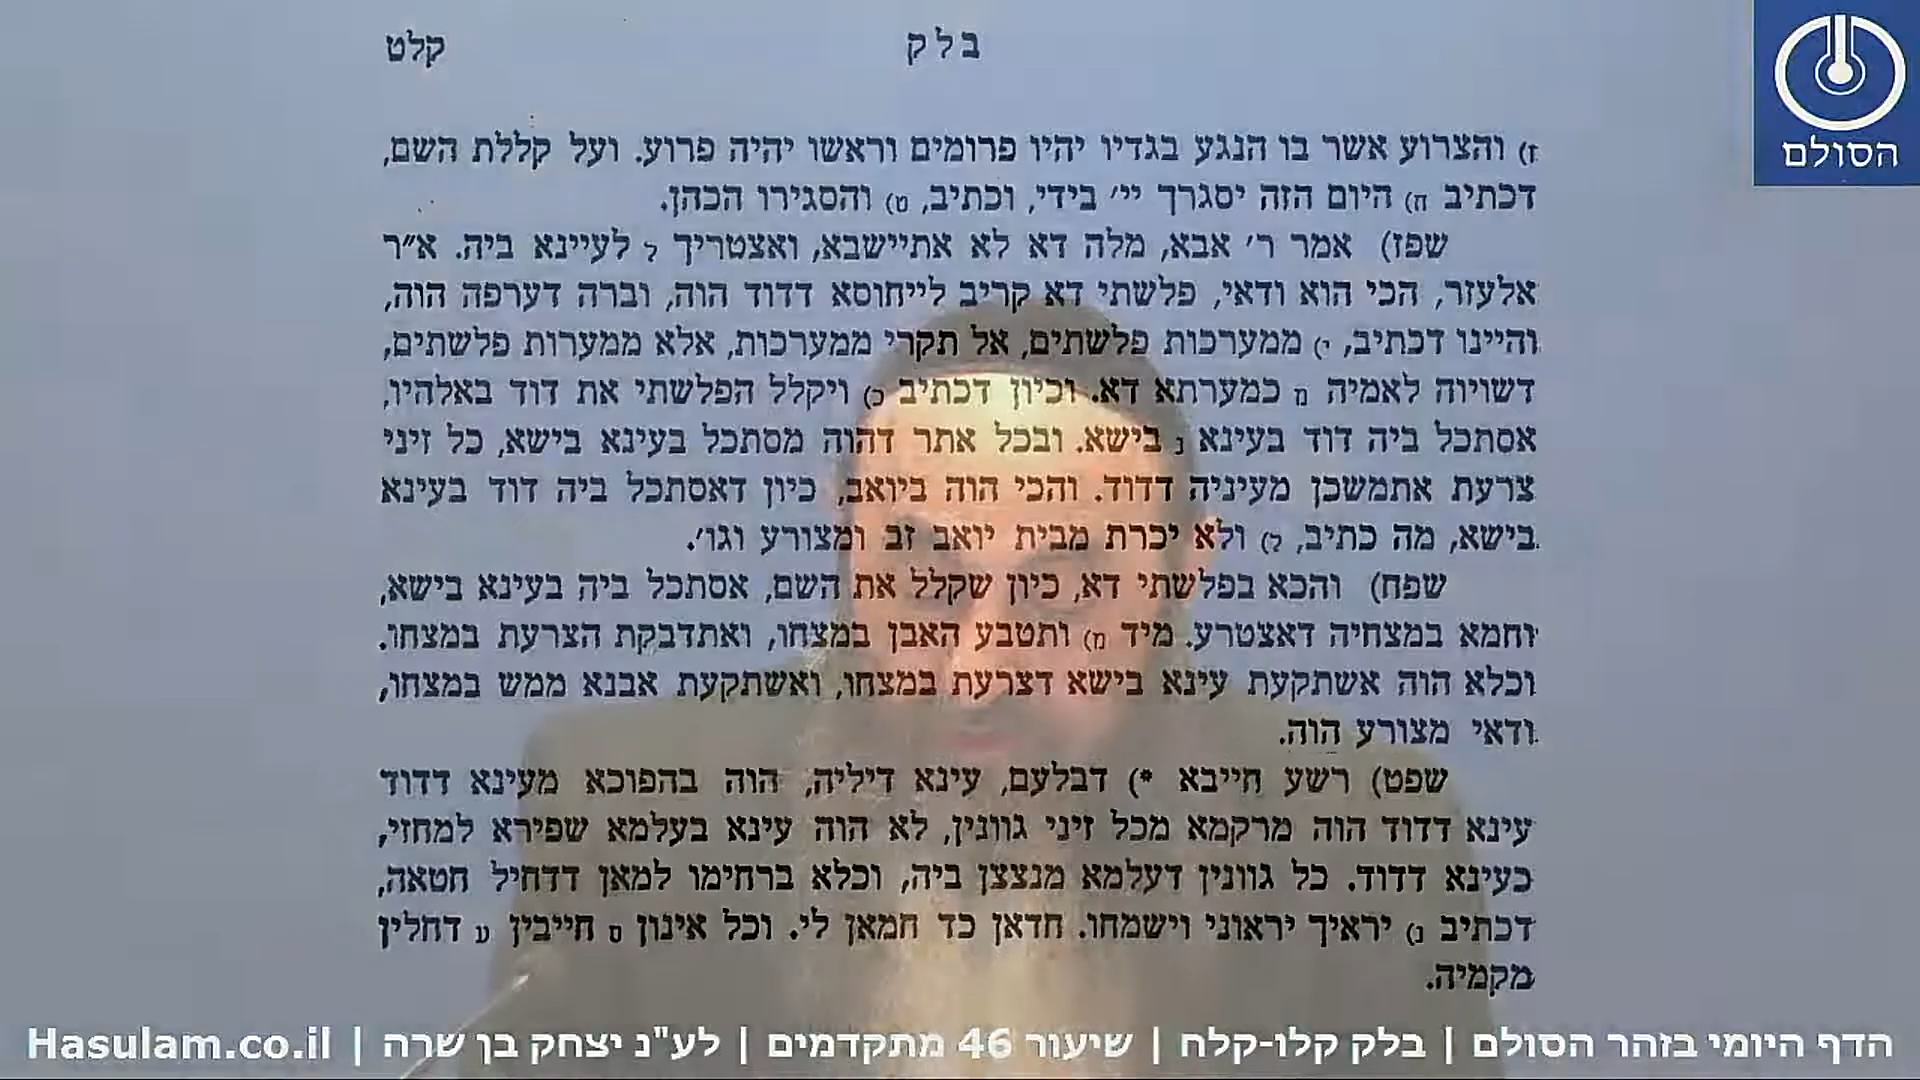 בלק
קלט
הסולם
ז) והצרוע אשר בו הנגע בגדיו יהיו פרומים וראשו יהיה פרוע. ועל קללת השם,
דכתיב ח) היום הזה יסגרך יי׳ בידי, וכתיב, ט) והסגירו הכהן.
שפז) אמר ר׳ אבא, מלה דא לא אתיישבא, ואצטריך ל לעיינא ביה. א״ר
אלעזר, הכי הוא ודאי, פלשתי דא קריב לייחוסא דדוד הוה, וברה דערפה הוה,
והיינו דכתיב, י) ממערכות פלשתים, אל תקרי ממערכות, אלא ממערות פלשתים,
דשויוה לאמיה מ כמערתא דא. וכיון דכתיב כ) ויקלל הפלשתי את דוד באלהיו,
אסתכל ביה דוד בעינא נ בישא. ובכל אתר דהוה מסתכל בעינא בישא, כל זיני
צרעת אתמשכן מעיניה דדוד. והכי הוה ביואב, כיון דאסתכל ביה דוד בעינא
בישא, מה כתיב, ל) ולא יכרת מבית יואב זב ומצורע וגו׳.
שפח) והכא בפלשתי דא, כיון שקלל את השם, אסתכל ביה בעינא בישא,
וחמא במצחיה דאצטרע. מיד מ) ותטבע האבן במצחו, ואתדבקת הצרעת במצחו.
וכלא הוה אשתקעת עינא בישא דצרעת במצחו, ואשתקעת אבנא ממש במצחו,
ודאי מצורע הוה.
שפט) רשע חייבא *) דבלעם, עינא דיליה, הוה בהפוכא מעינא דדוד
עינא דדוד הוה מרקמא מכל זיני גוונין, לא הוה עינא בעלמא שפירא למחזי,
כעינא דדוד. כל גוונין דעלמא מנצצן ביה, וכלא ברחימו למאן דדחיל חטאה,
דכתיב נ) יראיך יראוני וישמחו. חדאן כד חמאן לי. וכל אינון ס חייבין ע דחלין
מקמיה.
הדף היומי בזהר הסולם | בלק קלו-קלח | שיעור 46 מתקדמים | לע"נ יצחק בן שרה | Hasulam.co.il